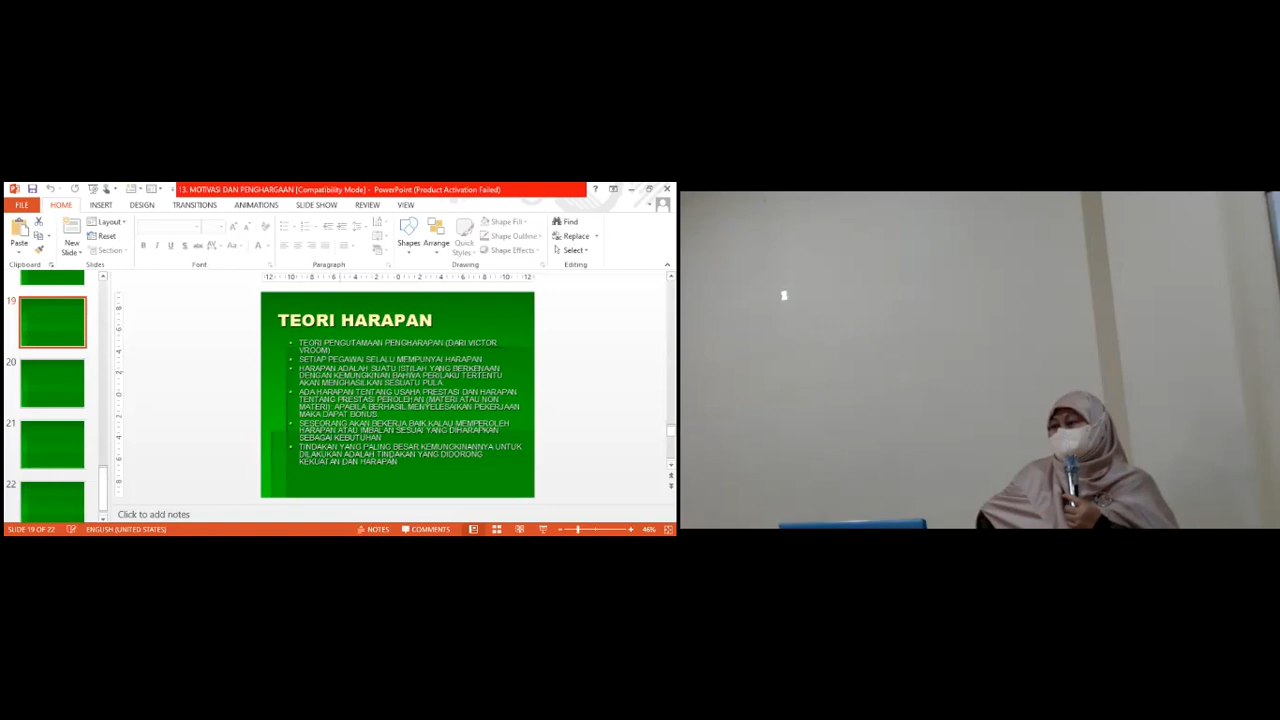 13. MOTIVASI DAN PENGHARGAAN [Compatibility Mode] - PowerPoint (Product Activation Failed)
FILE HOME INSERT DESIGN TRANSITIONS ANIMATIONS SLIDE SHOW REVIEW VIEW
Paste
New
Slide
Layout
Reset
Section
Shapes
Arrange
Quick
Styles
Shape Fill
Shape Outline
Shape Effects
Find
Replace
Select
Clipboard Slides Font Paragraph Drawing Editing
19
20
21
22
TEORI HARAPAN
• TEORI PENGUTAMAAN PENGHARAPAN (DARI VICTOR
VROOM)
• SETIAP PEGAWAI SELALU MEMPUNYAI HARAPAN
• HARAPAN ADALAH SUATU ISTILAH YANG BERKENAAN
DENGAN KEMUNGKINAN BAHWA PERILAKU TERTENTU
AKAN MENGHASILKAN SESUATU PULA.
• ADA HARAPAN TENTANG USAHA PRESTASI DAN HARAPAN
TENTANG PRESTASI PEROLEHAN (MATERI ATAU NON
MATERI). APABILA BERHASIL MENYELESAIKAN PEKERJAAN
MAKA DAPAT BONUS.
• SESEORANG AKAN BEKERJA BAIK KALAU MEMPEROLEH
HARAPAN ATAU IMBALAN SESUAI YANG DIHARAPKAN
SEBAGAI KEBUTUHAN
• TINDAKAN YANG PALING BESAR KEMUNGKINANNYA UNTUK
DILAKUKAN ADALAH TINDAKAN YANG DIDORONG
KEKUATAN DAN HARAPAN
Click to add notes
SLIDE 19 OF 22 ENGLISH (UNITED STATES) NOTES COMMENTS 46%